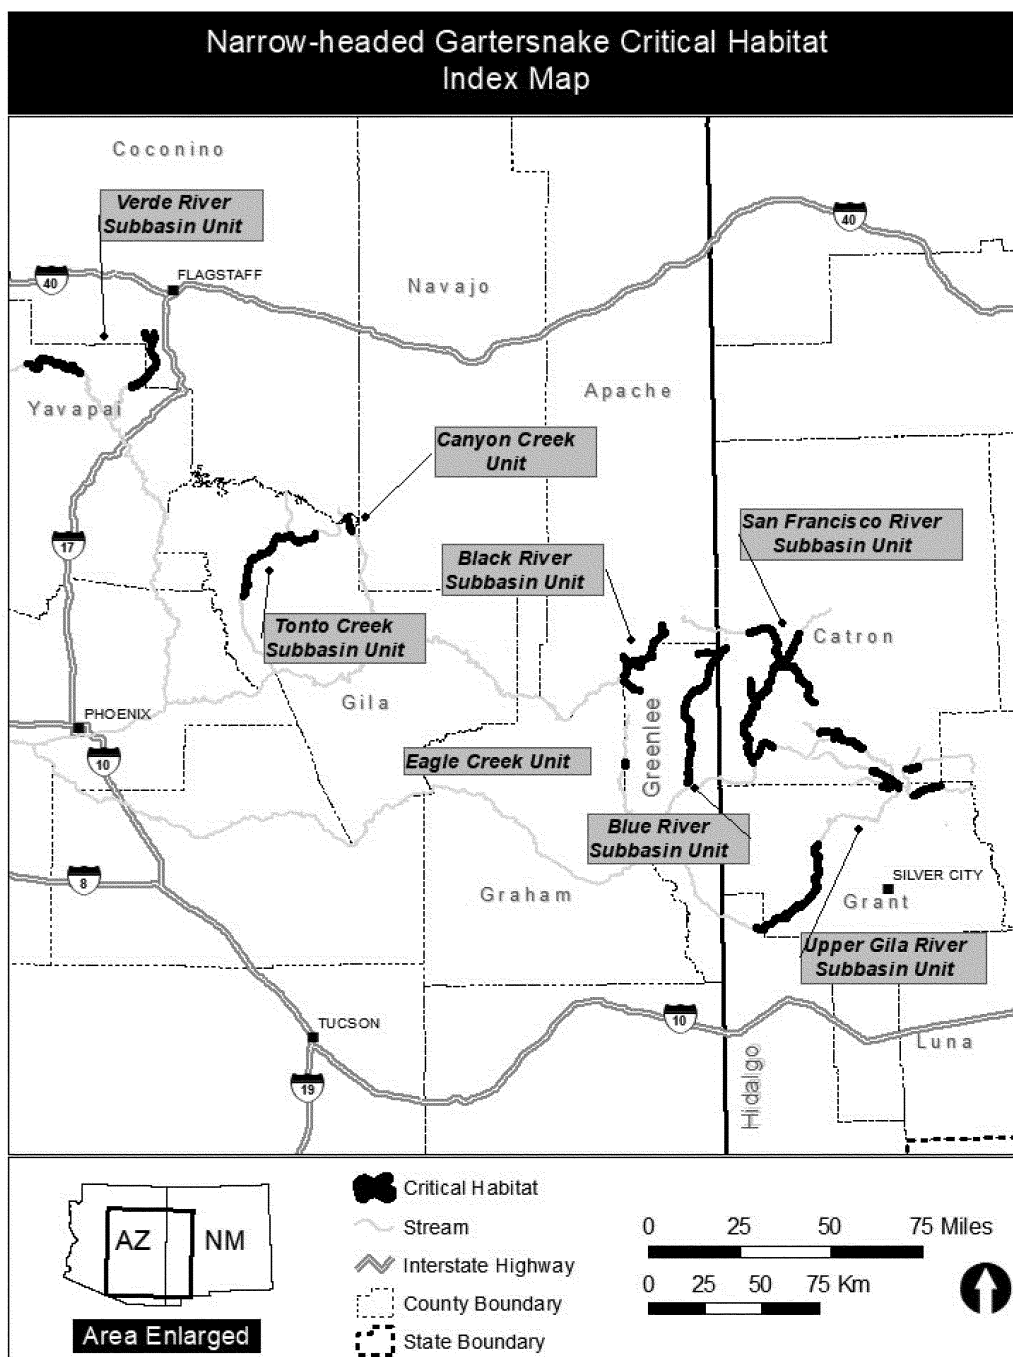 Narrow-headed Gartersnake Critical Habitat
Index Map
Coconino
Verde River
Subbasin Unit
40
FLAGSTAFF
40
Navajo
Apache
Yavapai
Canyon Creek
Unit
17
San Francisco River
Subbasin Unit
Black River
Subbasin Unit
Tonto Creek
Subbasin Unit
Catron
Gila
PHOENIX
Greenlee
10
Eagle Creek Unit
Blue River
Subbasin Unit
8
Graham
SILVER CITY
Grant
Upper Gila River
Subbasin Unit
TUCSON
10
Luna
19
Hidalgo
AZ
NM
Area Enlarged
Critical Habitat
Stream
Interstate Highway
County Boundary
State Boundary
0 25 50 75 Miles
0 25 50 75 Km